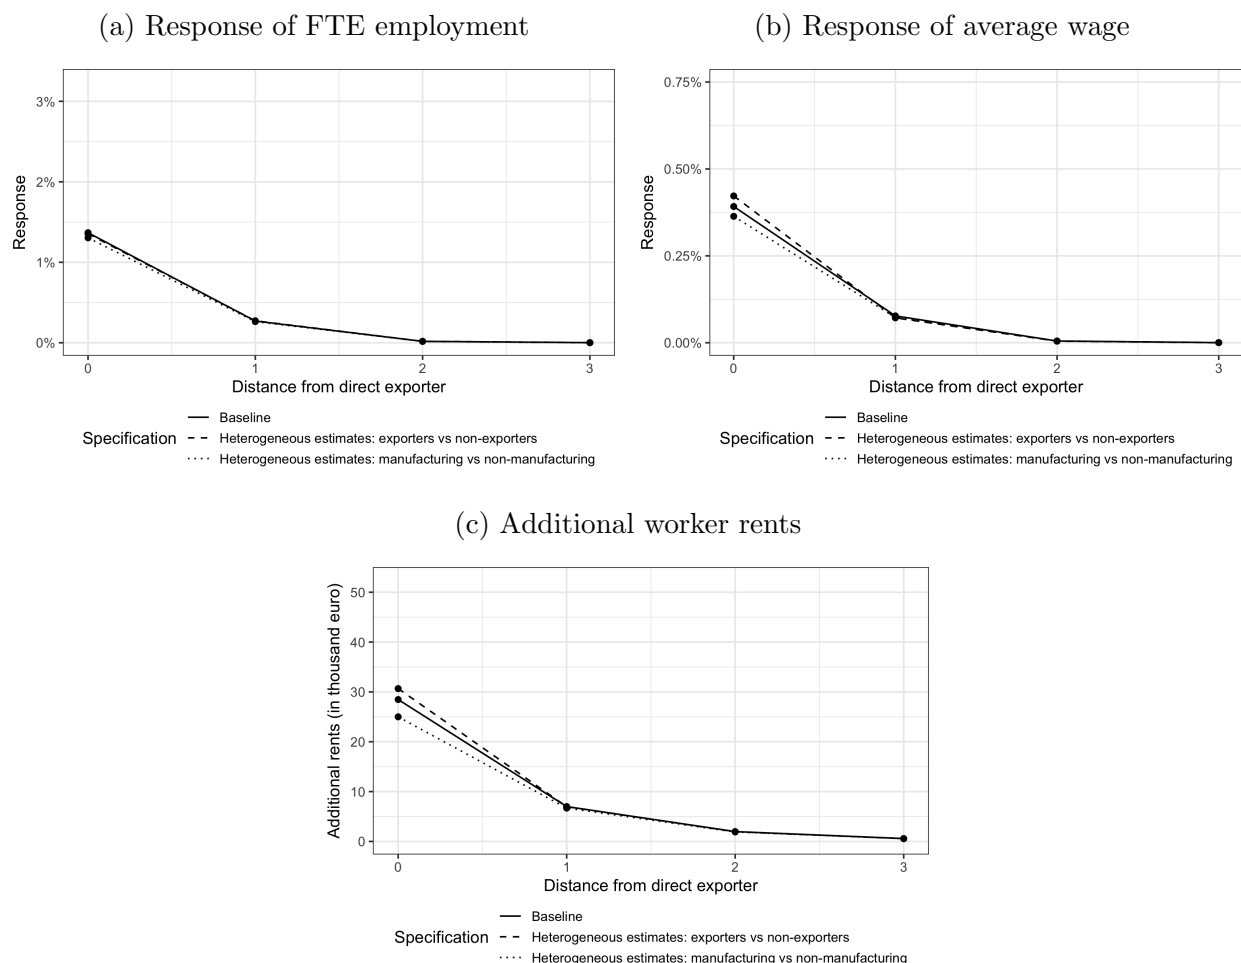 (a) Response of FTE employment
3%
2%
1%
0%
Response
0 1 2 3
Distance from direct exporter
Specification
Baseline
Heterogeneous estimates: exporters vs non-exporters
Heterogeneous estimates: manufacturing vs non-manufacturing
(b) Response of average wage
0.75%
0.50%
0.25%
0.00%
Response
0 1 2 3
Distance from direct exporter
Specification
Baseline
Heterogeneous estimates: exporters vs non-exporters
Heterogeneous estimates: manufacturing vs non-manufacturing
(c) Additional worker rents
50
40
30
20
10
0
Additional rents (in thousand euro)
0 1 2 3
Distance from direct exporter
Specification
Baseline
Heterogeneous estimates: exporters vs non-exporters
Heterogeneous estimates: manufacturing vs non-manufacturing